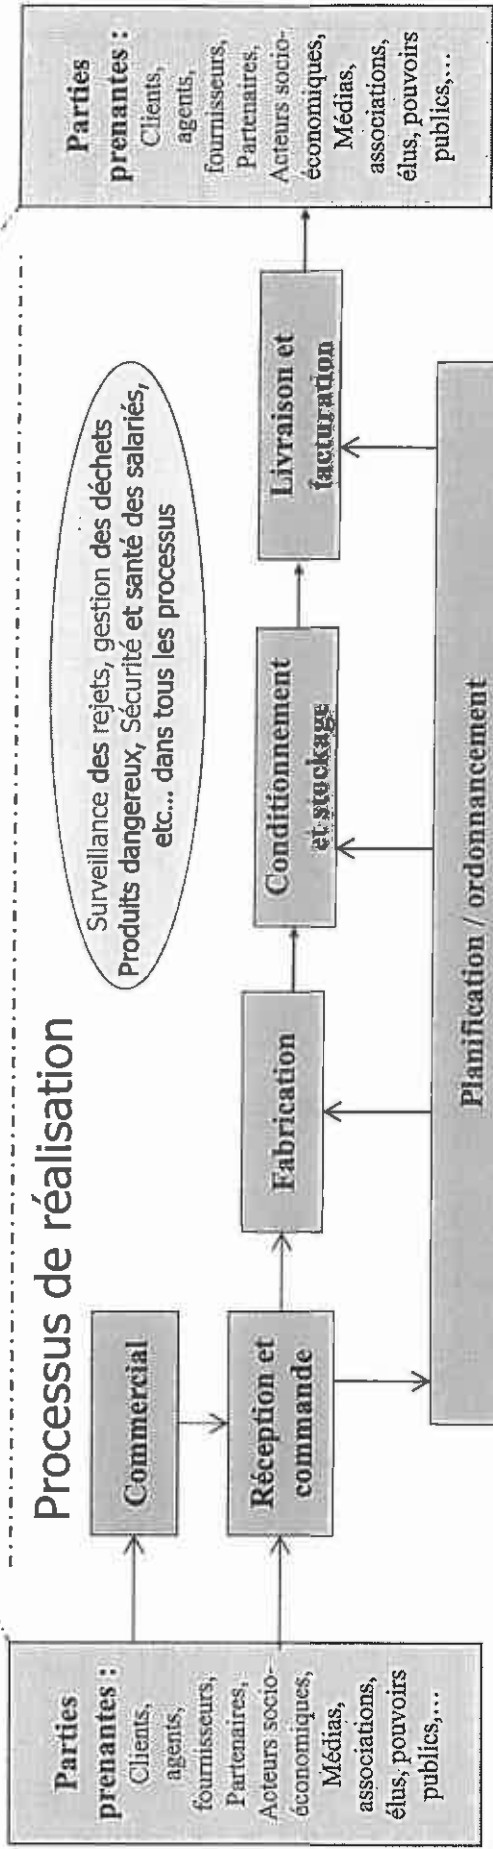 Processus de réalisation
Parties
prenantes :
Clients,
agents,
fournisseurs,
Partenaires,
Acteurs socio-
économiques,
Médias,
associations,
élus, pouvoirs
publics,...
Commercial
Réception et
commande
Fabrication
Conditionnement
et stockage
Livraison et
facturation
Surveillance des rejets, gestion des déchets
Produits dangereux, Sécurité et santé des salariés,
etc... dans tous les processus
Planification / ordonnancement
Parties
prenantes :
Clients,
agents,
fournisseurs,
Partenaires,
Acteurs socio-
économiques,
Médias,
associations,
élus, pouvoirs
publics,...